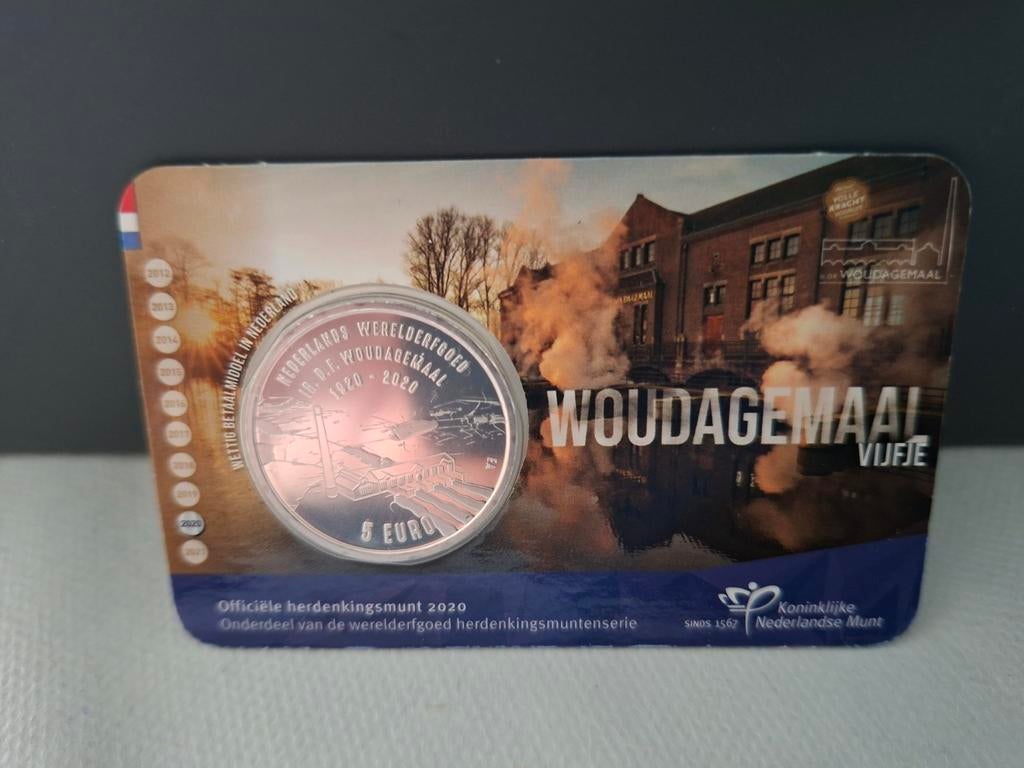 2012
2013
2014
2015
2016
2017
2018
2019
2020
2021
WETTIG BETAALMIDDEL IN NEDERLAND
NEDERLANDS WERELDERFGOED
IR. D.F. WOUDAGEMAAL
1920 - 2020
5 EURO
VOLLE
KRACHT
WOUDAGEMAAL
WOUDAGEMAAL
VIJFJE
Officiële herdenkingsmunt 2020
Onderdeel van de werelderfgoed herdenkingsmuntenserie
SINDS 1567
Koninklijke
Nederlandse Munt